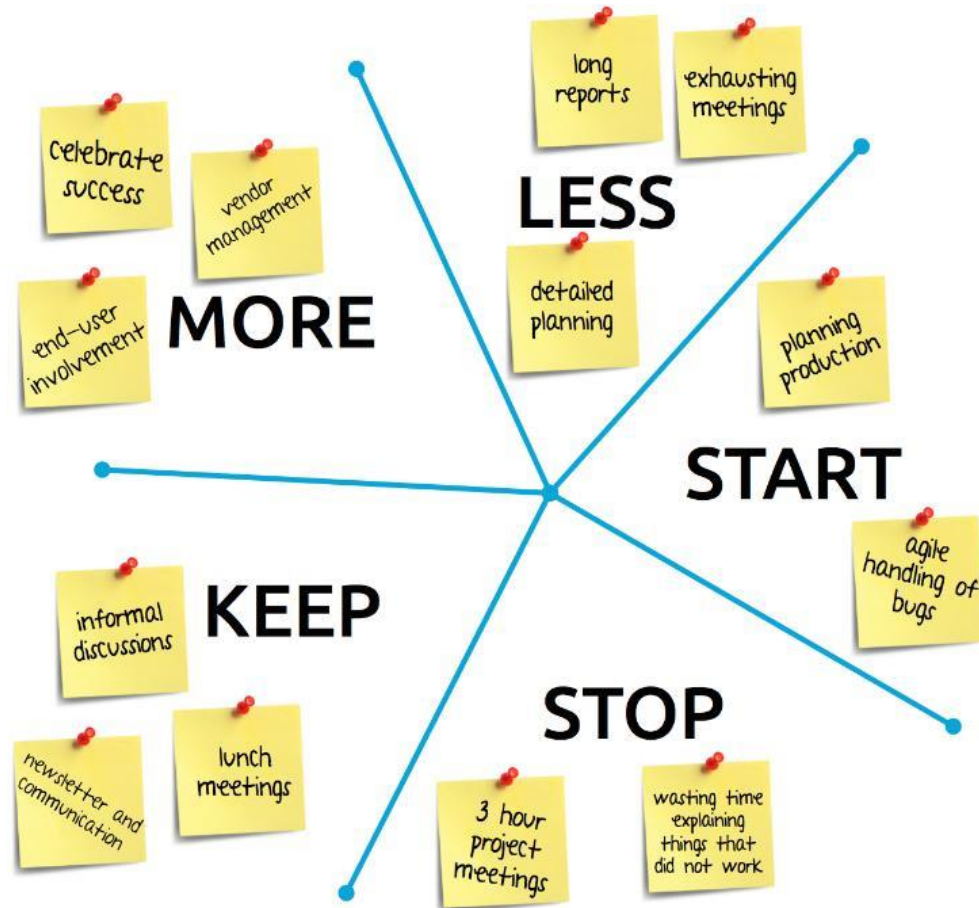 long
reports
exhausting
meetings
LESS
detailed
planning
celebrate
success
vendor
management
end-user
involvement
MORE
planning
production
START
agile
handling of
bugs
KEEP
informal
discussions
newsletter and
communication
lunch
meetings
STOP
3 hour
project
meetings
wasting time
explaining
things that
did not work